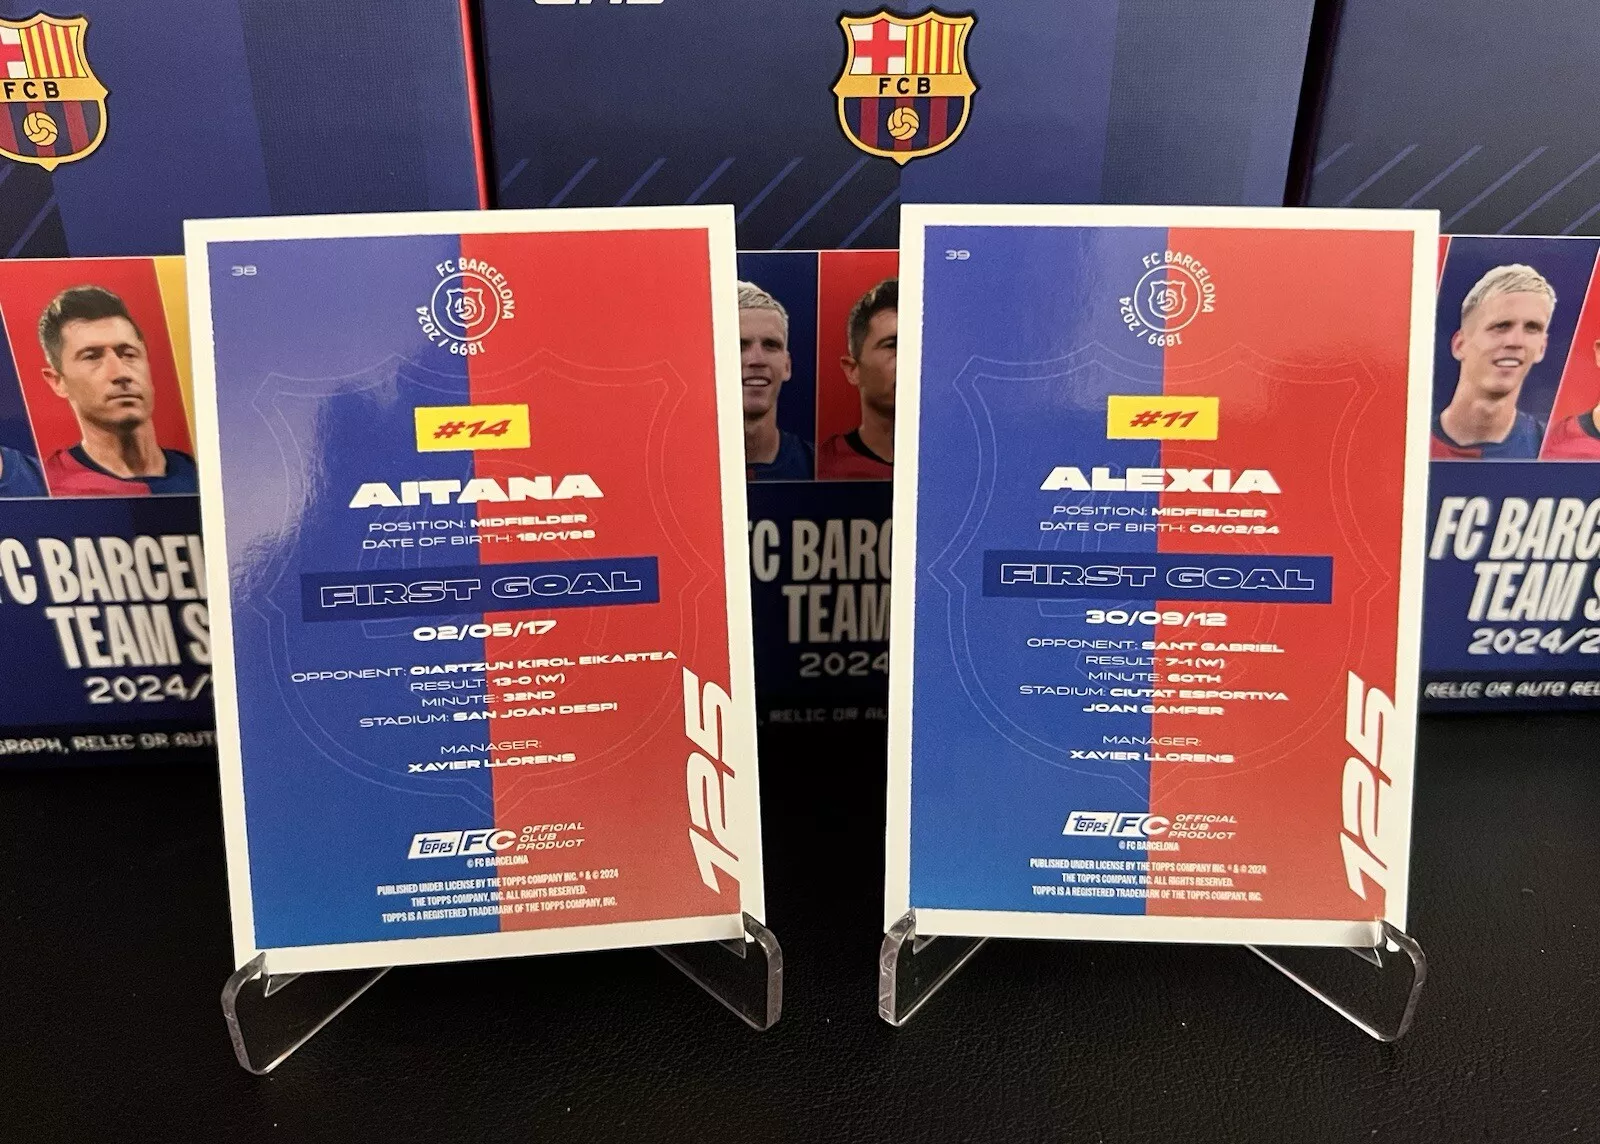 FCB
FCB
38
FC BARCELONA
1899 / 2024
#14
AITANA
POSITION: MIDFIELDER
DATE OF BIRTH: 18/01/98
FIRST GOAL
02/05/17
OPPONENT: OIARTZUN KIROL EIKARTEA
RESULT: 13-0 (W)
MINUTE: 32ND
STADIUM: SAN JOAN DESPI
MANAGER:
XAVIER LLORENS
125
topps FC OFFICIAL
CLUB
PRODUCT
© FC BARCELONA
PUBLISHED UNDER LICENSE BY THE TOPPS COMPANY INC. ® & © 2024
THE TOPPS COMPANY, INC. ALL RIGHTS RESERVED.
TOPPS IS A REGISTERED TRADEMARK OF THE TOPPS COMPANY, INC.
39
FC BARCELONA
1899 / 2024
#11
ALEXIA
POSITION: MIDFIELDER
DATE OF BIRTH: 04/02/94
FIRST GOAL
30/09/12
OPPONENT: SANT GABRIEL
RESULT: 7-1 (W)
MINUTE: 60TH
STADIUM: CIUTAT ESPORTIVA
JOAN GAMPER
MANAGER:
XAVIER LLORENS
125
topps FC OFFICIAL
CLUB
PRODUCT
© FC BARCELONA
PUBLISHED UNDER LICENSE BY THE TOPPS COMPANY INC. ® & © 2024
THE TOPPS COMPANY, INC. ALL RIGHTS RESERVED.
TOPPS IS A REGISTERED TRADEMARK OF THE TOPPS COMPANY, INC.
FC BARCEL
TEAM S
2024/
GRAPH, RELIC OR AUT
FC BARC
TEAM
2024
RELIC OR AU
FC BARC
TEAM S
2024/2
RELIC OR AUTO REL